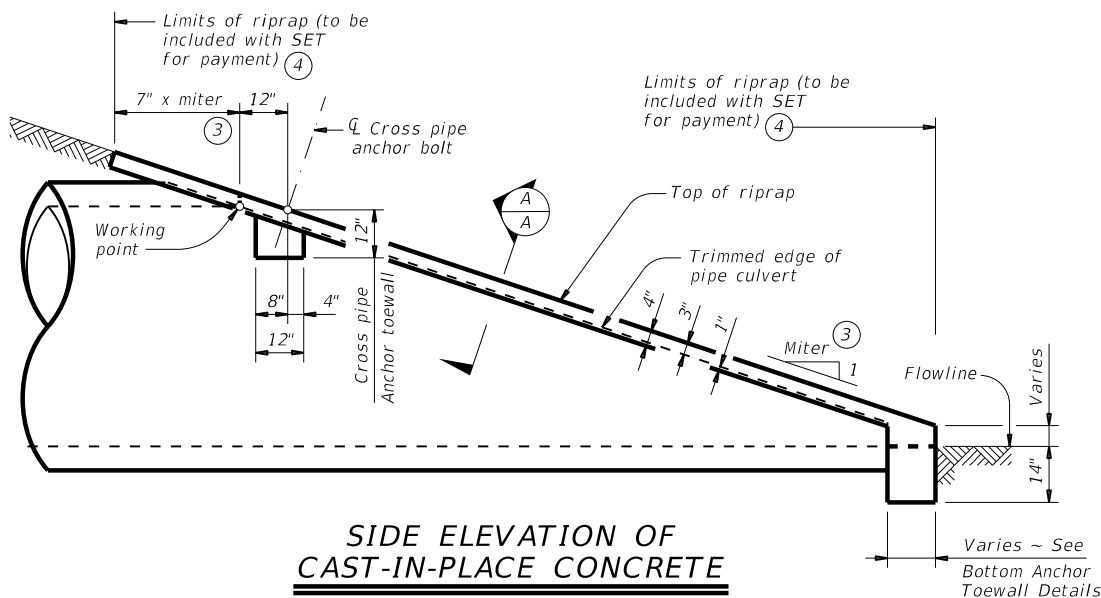 Limits of riprap (to be
included with SET
for payment) 4
7" x miter
12"
3
℄ Cross pipe
anchor bolt
Limits of riprap (to be
included with SET
for payment) 4
A
A
Top of riprap
Working
point
12"
Trimmed edge of
pipe culvert
8"
4"
12"
Cross pipe
Anchor toewall
4"
3"
1"
Miter 3
1
Flowline
Varies
14"
SIDE ELEVATION OF
CAST-IN-PLACE CONCRETE
Varies ~ See
Bottom Anchor
Toewall Details